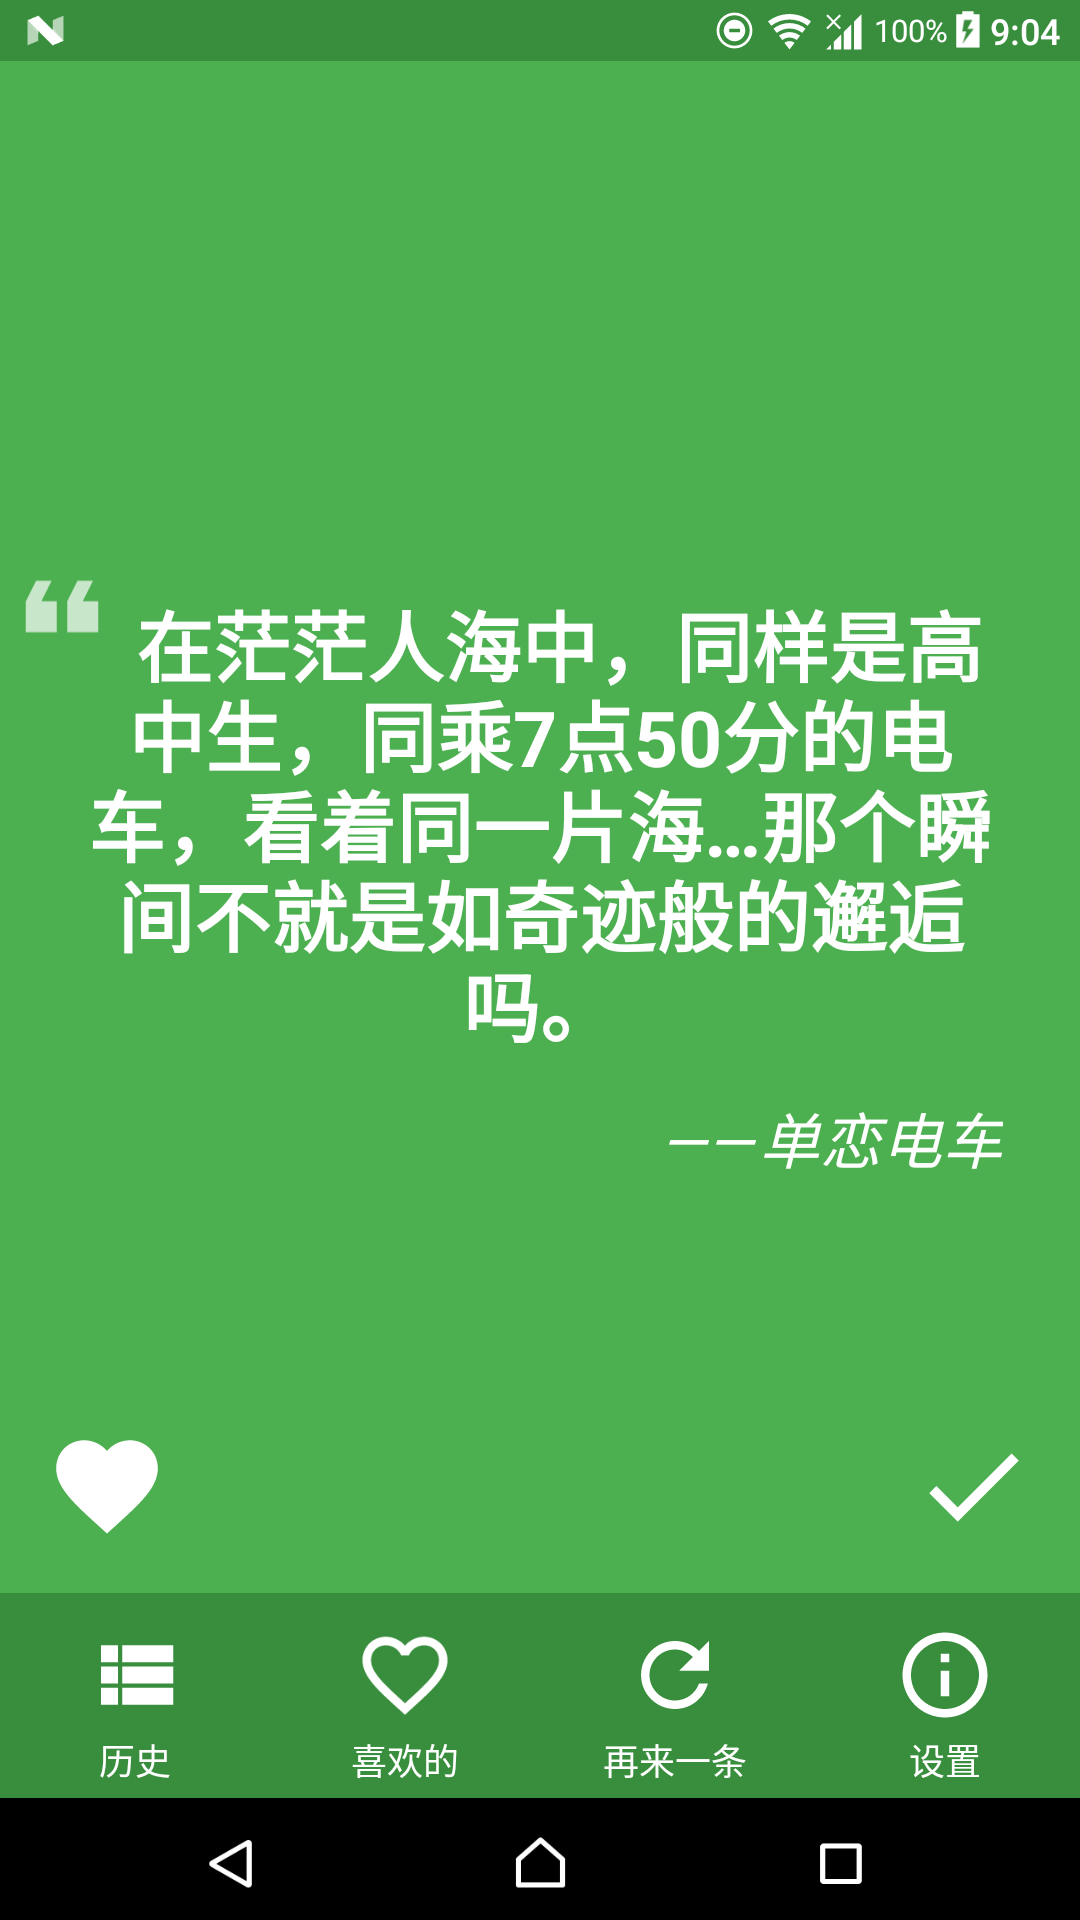 100% 9:04
“
在茫茫人海中，同样是高
中生，同乘7点50分的电
车，看着同一片海...那个瞬
间不就是如奇迹般的邂逅
吗。
——单恋电车
历史 喜欢的 再来一条 设置